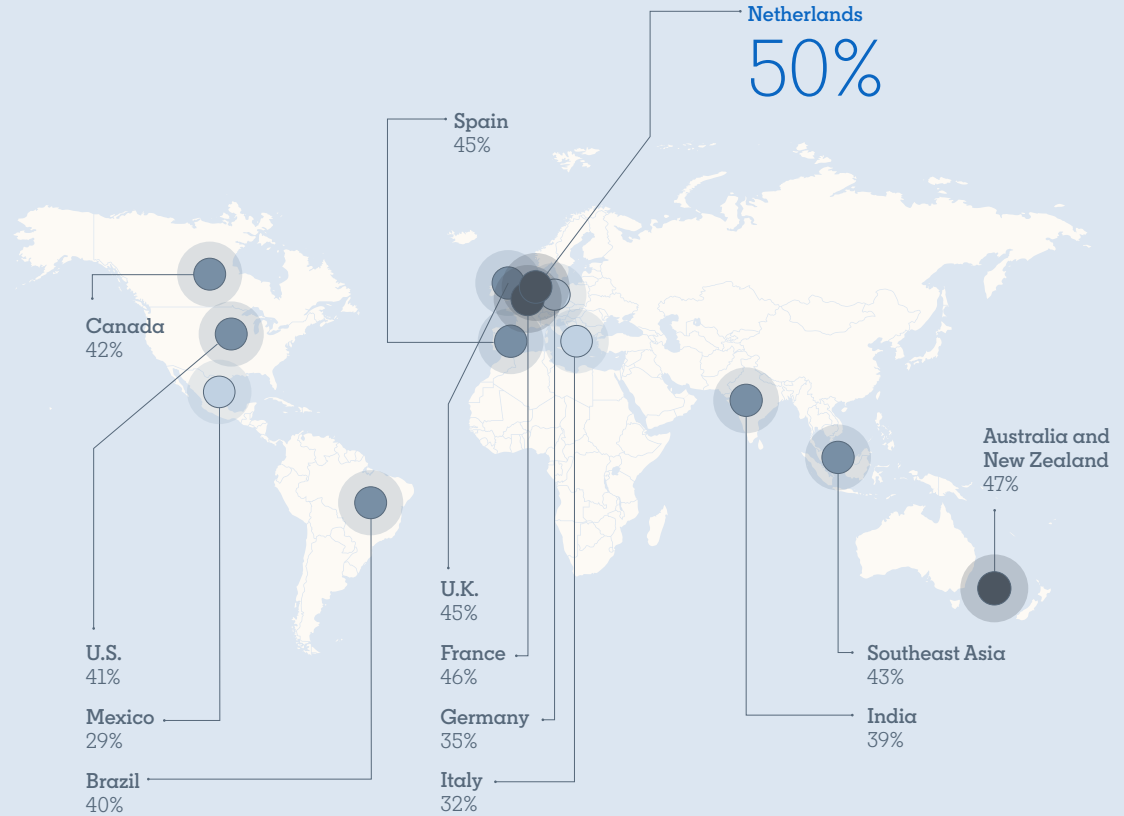 Netherlands
50%
Spain
45%
Canada
42%
Australia and
New Zealand
47%
U.K.
45%
U.S.
41%
France
46%
Southeast Asia
43%
Mexico
29%
Germany
35%
India
39%
Brazil
40%
Italy
32%